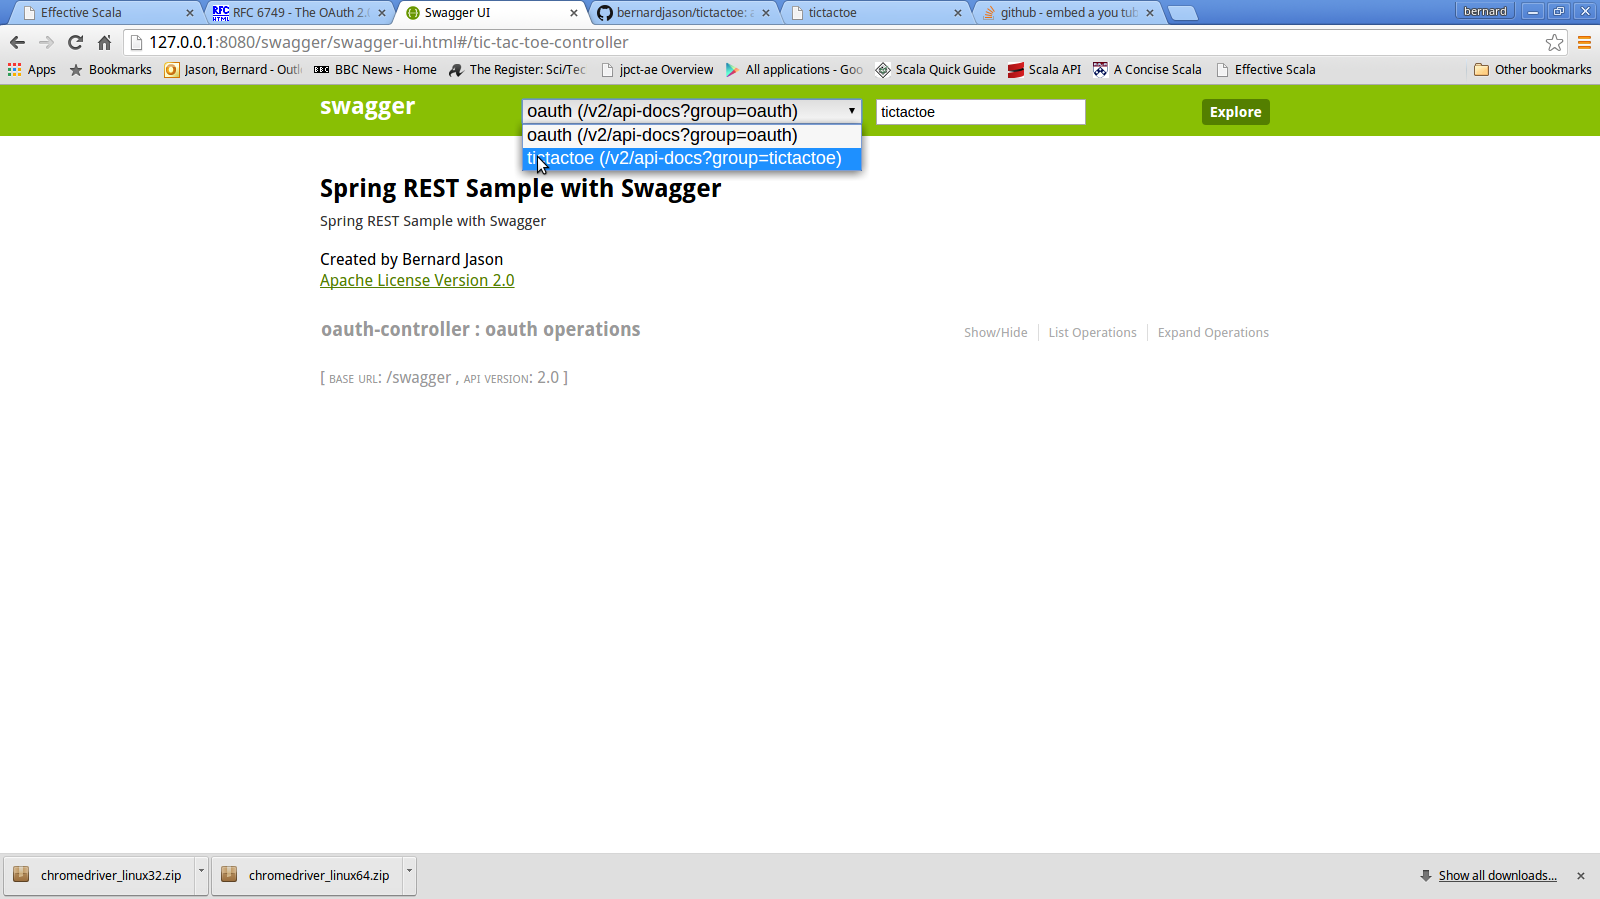 Effective Scala
RFC 6749 - The OAuth 2.
Swagger UI
bernardjason/tictactoe:
tictactoe
github - embed a you tub
bernard
127.0.0.1:8080/swagger/swagger-ui.html#/tic-tac-toe-controller
Apps
Bookmarks
Jason, Bernard - Outl
BBC News - Home
The Register: Sci/Tec
jpct-ae Overview
All applications - Goo
Scala Quick Guide
Scala API
A Concise Scala
Effective Scala
Other bookmarks
swagger
oauth (/v2/api-docs?group=oauth)
tictactoe
Explore
oauth (/v2/api-docs?group=oauth)
tictactoe (/v2/api-docs?group=tictactoe)
Spring REST Sample with Swagger
Spring REST Sample with Swagger
Created by Bernard Jason
Apache License Version 2.0
oauth-controller : oauth operations
Show/Hide
List Operations
Expand Operations
[ BASE URL: /swagger , API VERSION: 2.0 ]
chromedriver_linux32.zip
chromedriver_linux64.zip
Show all downloads...